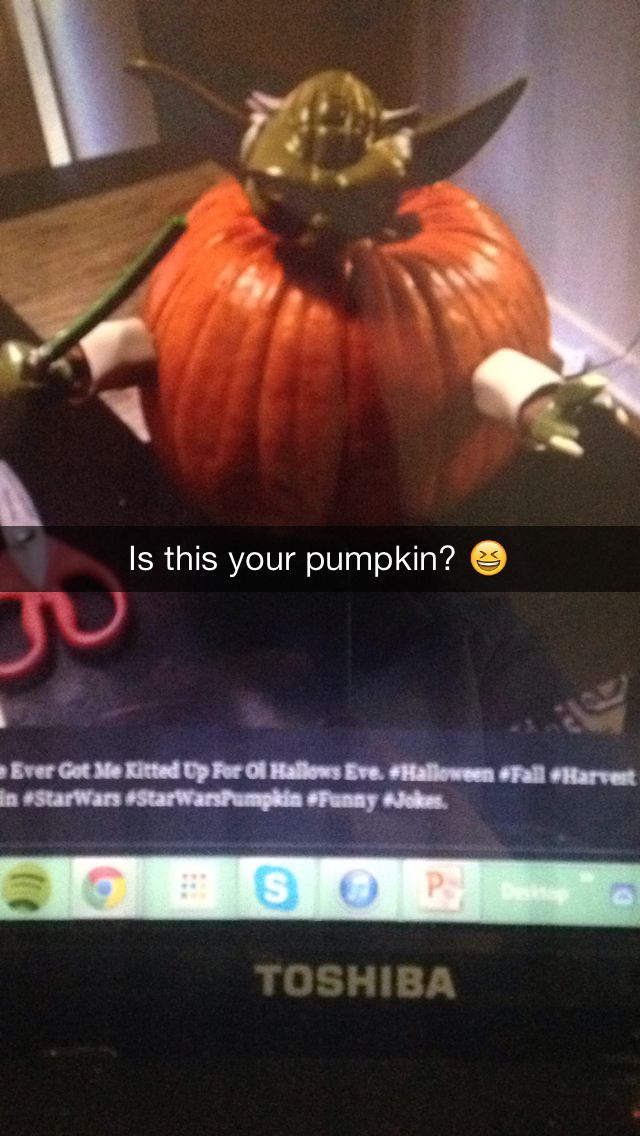 Is this your pumpkin? 😆
Ever Got Me Kitted Up For Ol Hallows Eve. #Halloween #Fall #Harvest
in #StarWars #StarWarsPumpkin #Funny #Jokes.
S
P
Desktop
TOSHIBA